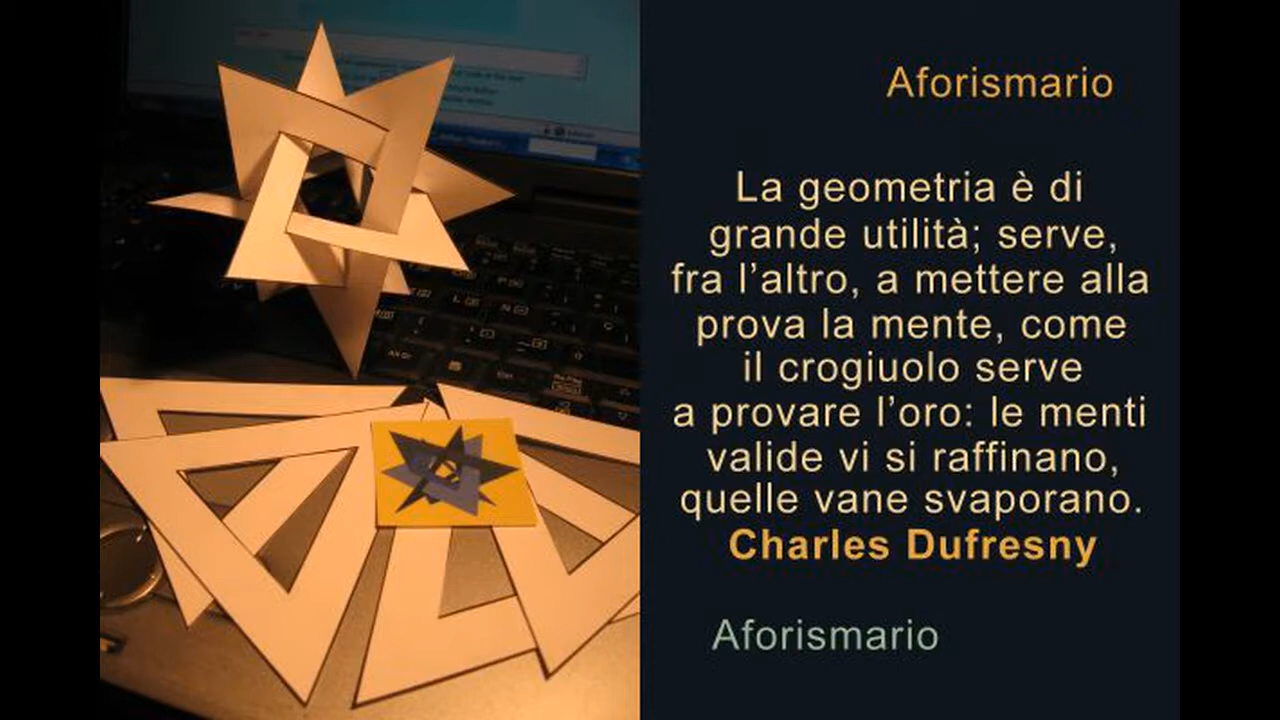 Aforismario
La geometria è di
grande utilità; serve,
fra l’altro, a mettere alla
prova la mente, come
il crogiuolo serve
a provare l’oro: le menti
valide vi si raffinano,
quelle vane svaporano.
Charles Dufresny
Aforismario